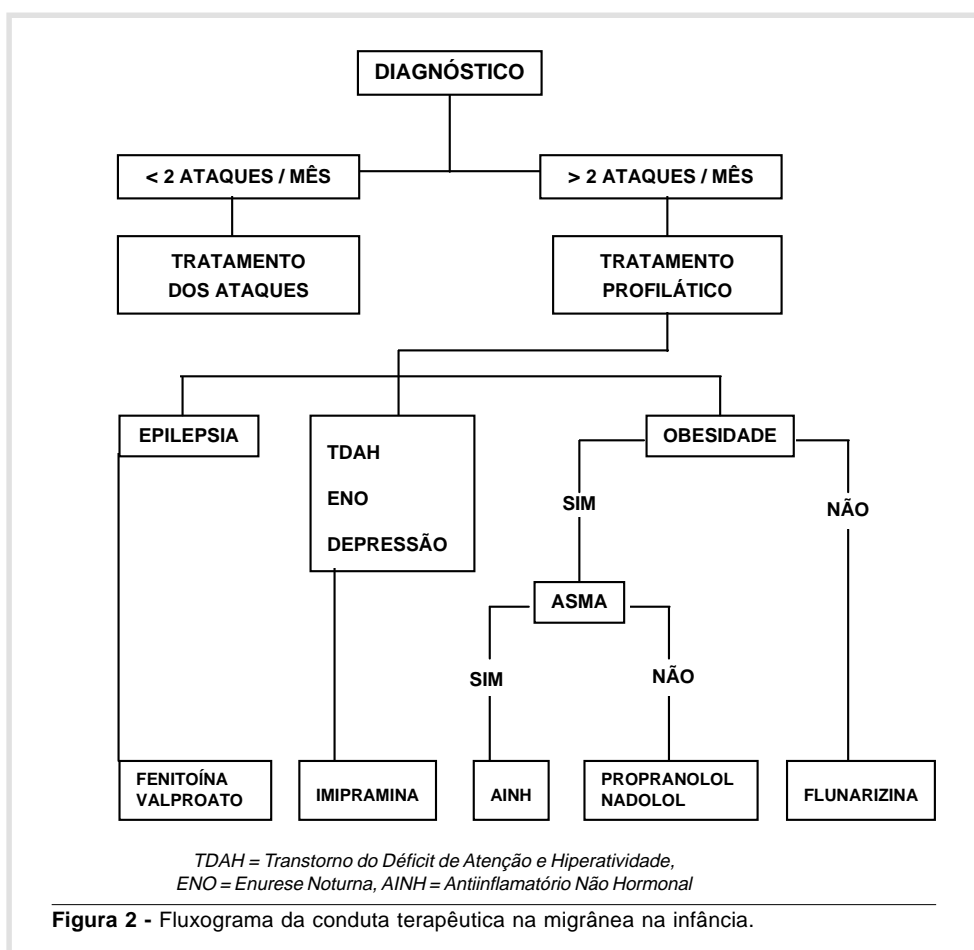 DIAGNÓSTICO
< 2 ATAQUES / MÊS
> 2 ATAQUES / MÊS
TRATAMENTO
DOS ATAQUES
TRATAMENTO
PROFILÁTICO
EPILEPSIA
TDAH
ENO
DEPRESSÃO
OBESIDADE
SIM
NÃO
ASMA
SIM
NÃO
FENITOÍNA
VALPROATO
IMIPRAMINA
AINH
PROPRANOLOL
NADOLOL
FLUNARIZINA
TDAH = Transtorno do Déficit de Atenção e Hiperatividade,
ENO = Enurese Noturna, AINH = Antiinflamatório Não Hormonal
Figura 2 - Fluxograma da conduta terapêutica na migrânea na infância.